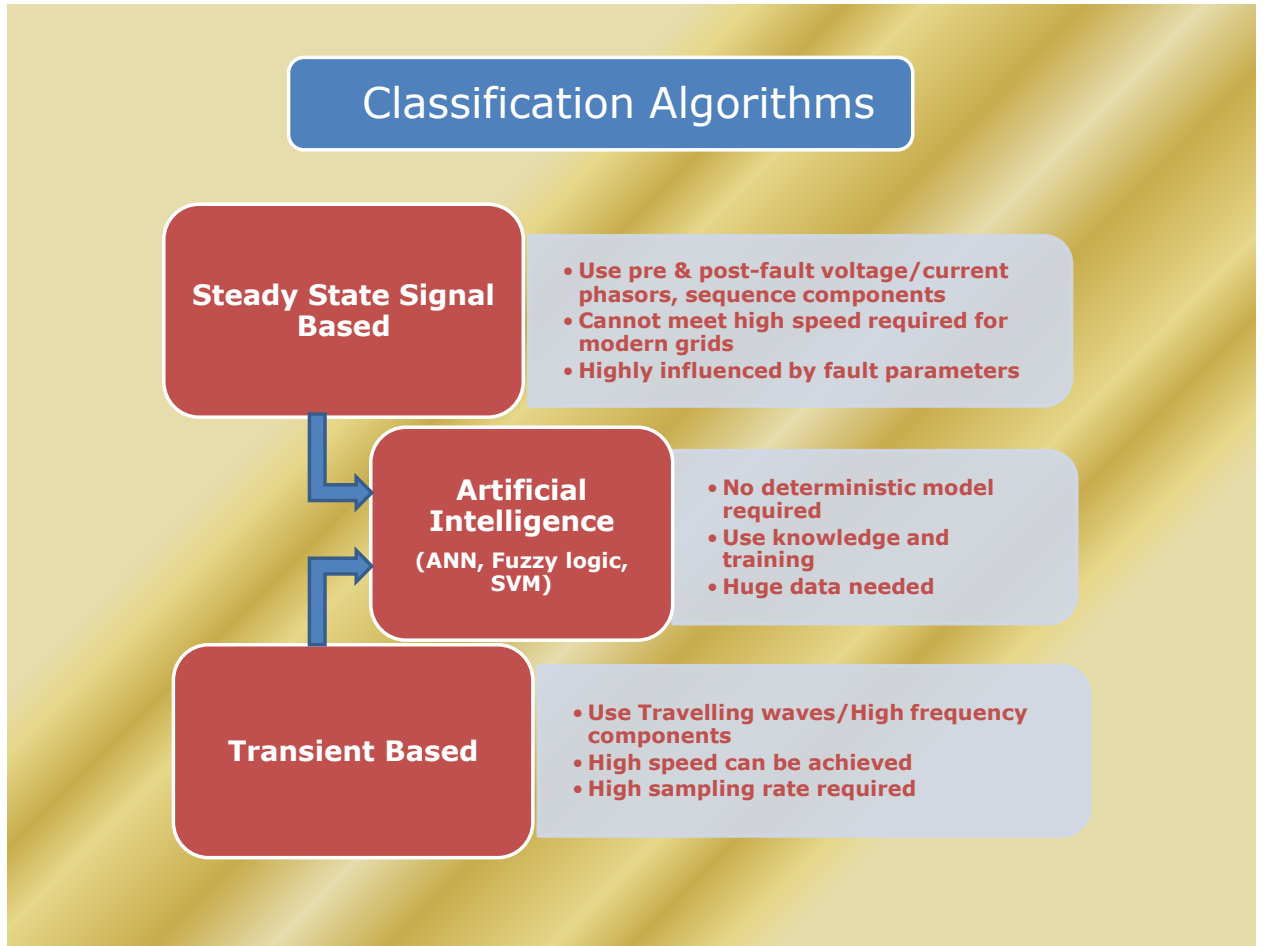 Classification Algorithms
Steady State Signal
Based
• Use pre & post-fault voltage/current
phasors, sequence components
• Cannot meet high speed required for
modern grids
• Highly influenced by fault parameters
Artificial
Intelligence
(ANN, Fuzzy logic,
SVM)
• No deterministic model
required
• Use knowledge and
training
• Huge data needed
Transient Based
• Use Travelling waves/High frequency
components
• High speed can be achieved
• High sampling rate required